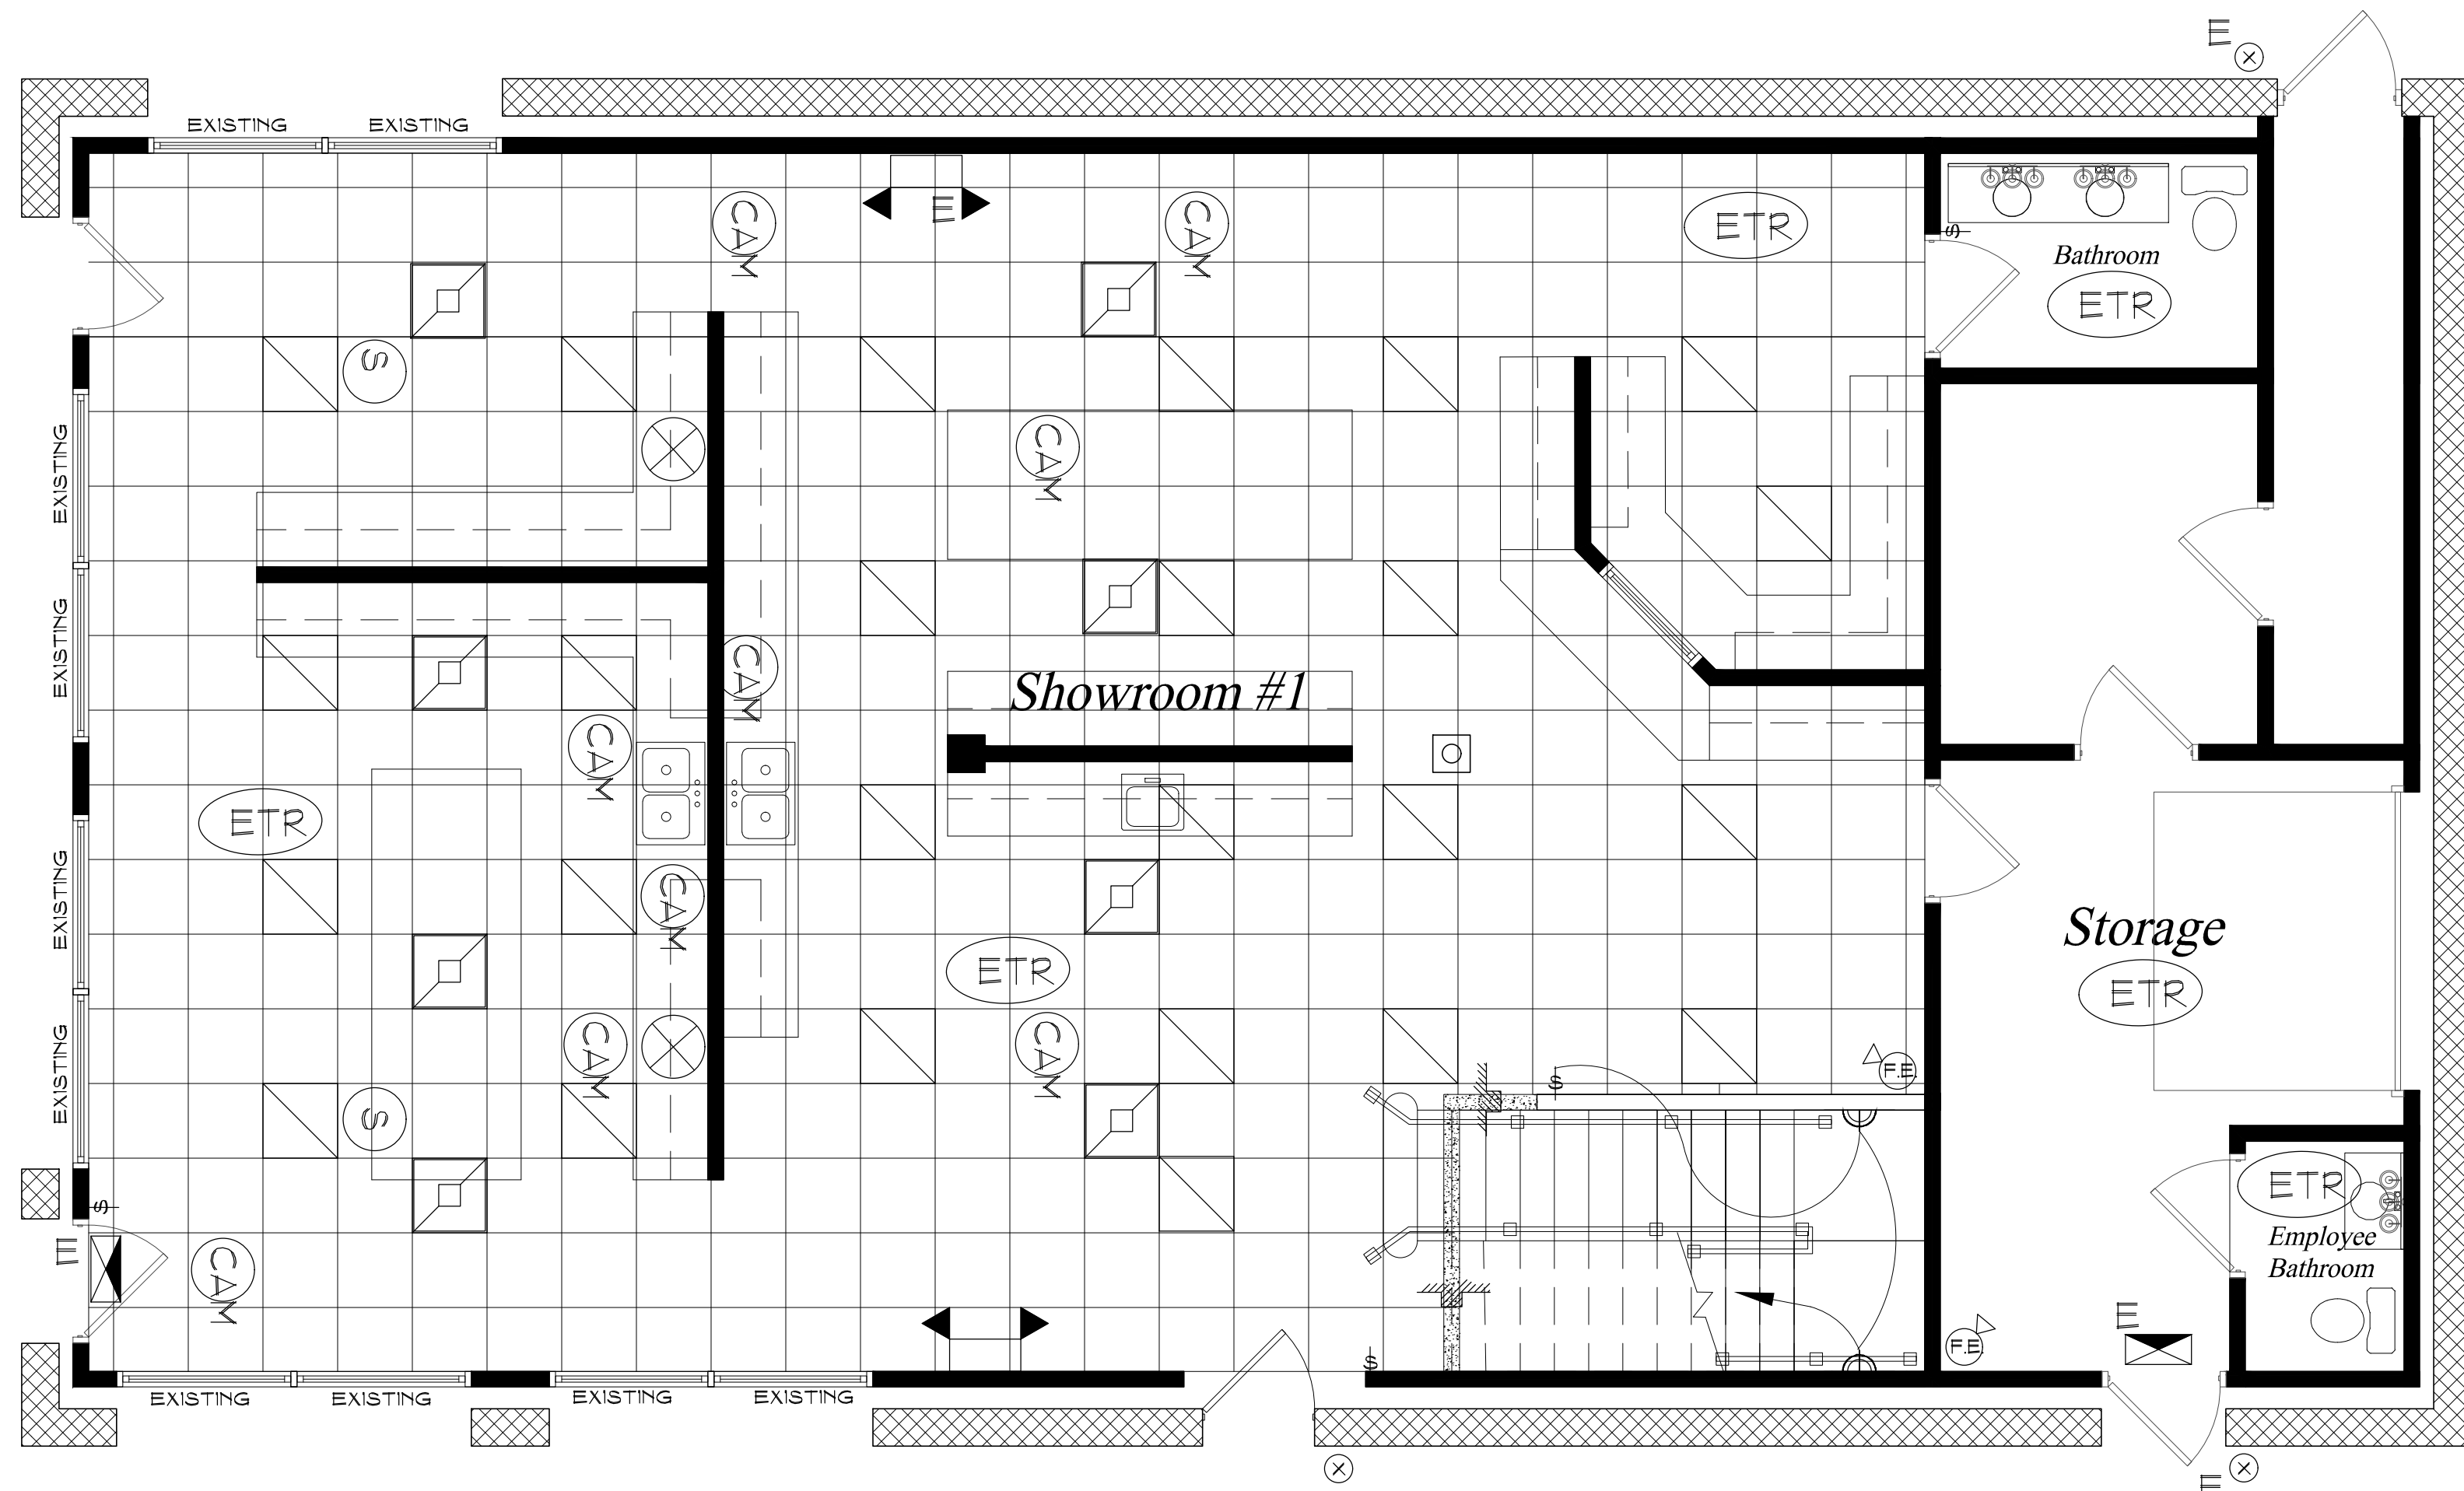 E
X
EXISTING
EXISTING
CAM
E
CAM
ETR
S
Bathroom
ETR
S
CAM
EXISTING
EXISTING
CAM
Showroom #1
CAM
ETR
EXISTING
CAM
Storage
ETR
ETR
CAM
S
CAM
EXISTING
S
F.E.
S
ETR
E
CAM
Employee
Bathroom
E
F.E.
S
EXISTING
EXISTING
EXISTING
EXISTING
X
X
E